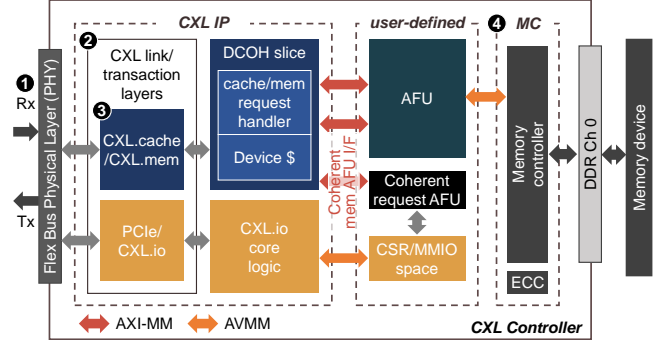 CXL IP
user-defined
4 MC
2
CXL link/
transaction
layers
DCOH slice
cache/mem
request
handler
Device $
AFU
1
Rx
Tx
Flex Bus Physical Layer (PHY)
3
CXL.cache
/CXL.mem
PCIe/
CXL.io
CXL.io
core
logic
Coherent
mem AFU I/F
Coherent
request AFU
CSR/MMIO
space
Memory
controller
ECC
DDR Ch 0
Memory device
AXI-MM
AVMM
CXL Controller